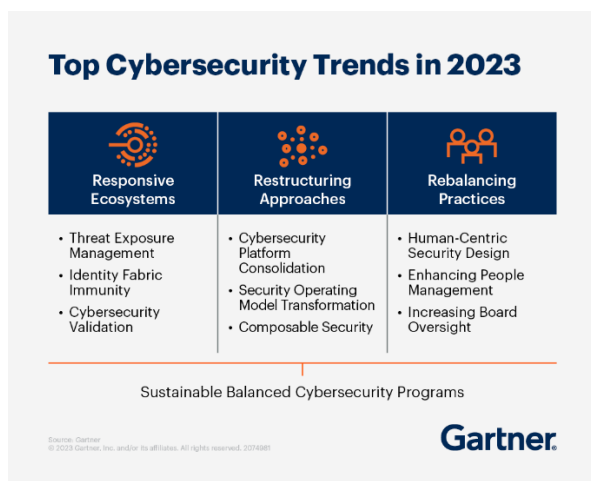 Top Cybersecurity Trends in 2023
Responsive
Ecosystems
• Threat Exposure
Management
• Identity Fabric
Immunity
• Cybersecurity
Validation
Restructuring
Approaches
• Cybersecurity
Platform
Consolidation
• Security Operating
Model Transformation
• Composable Security
Rebalancing
Practices
• Human-Centric
Security Design
• Enhancing People
Management
• Increasing Board
Oversight
Sustainable Balanced Cybersecurity Programs
Source: Gartner
© 2023 Gartner, Inc. and/or its affiliates. All rights reserved. 2074981
Gartner®